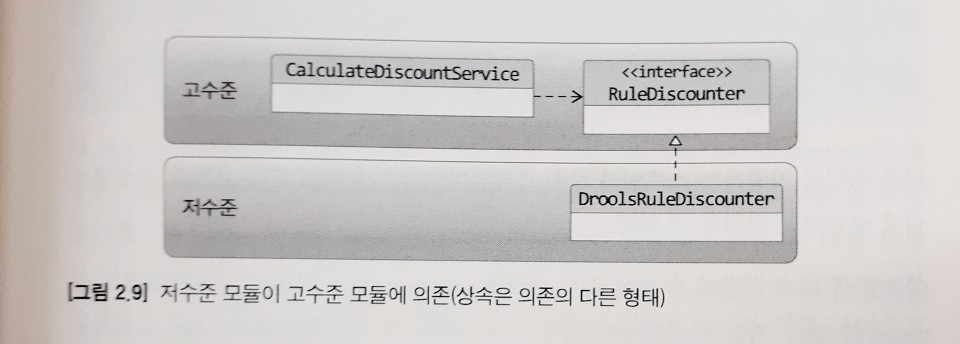 고수준
CalculateDiscountService
<<interface>>
RuleDiscounter
저수준
DroolsRuleDiscounter
[그림 2.9] 저수준 모듈이 고수준 모듈에 의존(상속은 의존의 다른 형태)